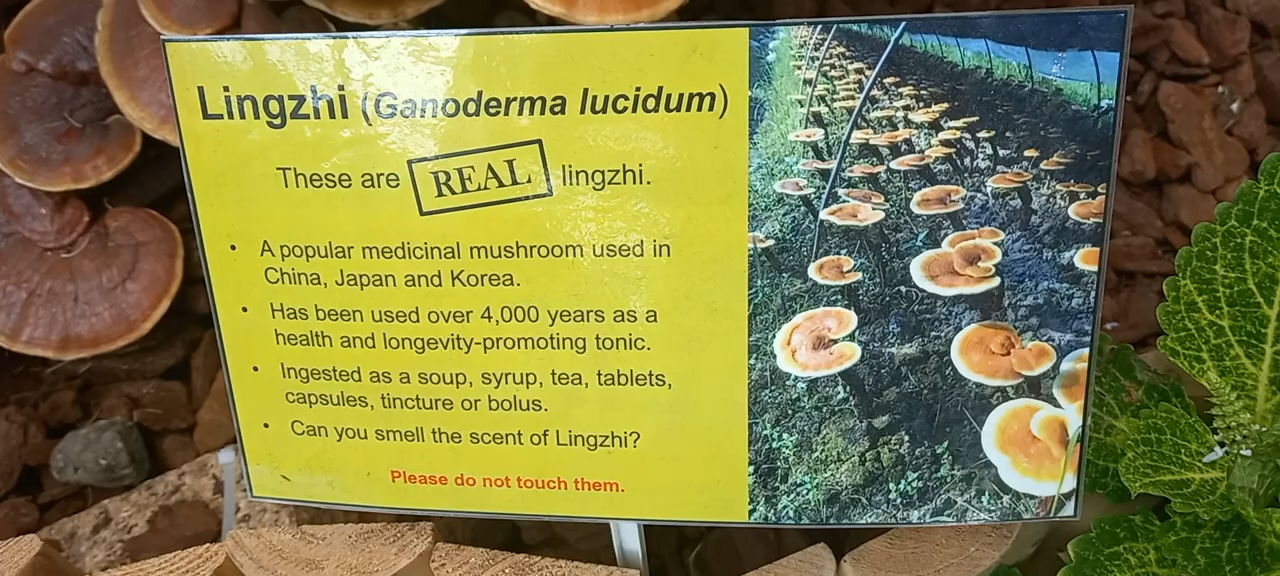 Lingzhi (Ganoderma lucidum)
These are REAL lingzhi.
• A popular medicinal mushroom used in
China, Japan and Korea.
• Has been used over 4,000 years as a
health and longevity-promoting tonic.
• Ingested as a soup, syrup, tea, tablets,
capsules, tincture or bolus.
• Can you smell the scent of Lingzhi?
Please do not touch them.